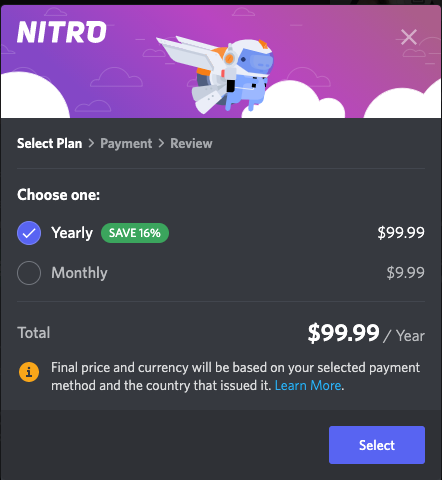 NITRO
Select Plan > Payment > Review
Choose one:
Yearly SAVE 16% $99.99
Monthly $9.99
Total $99.99 / Year
Final price and currency will be based on your selected payment
method and the country that issued it. Learn More.
Select